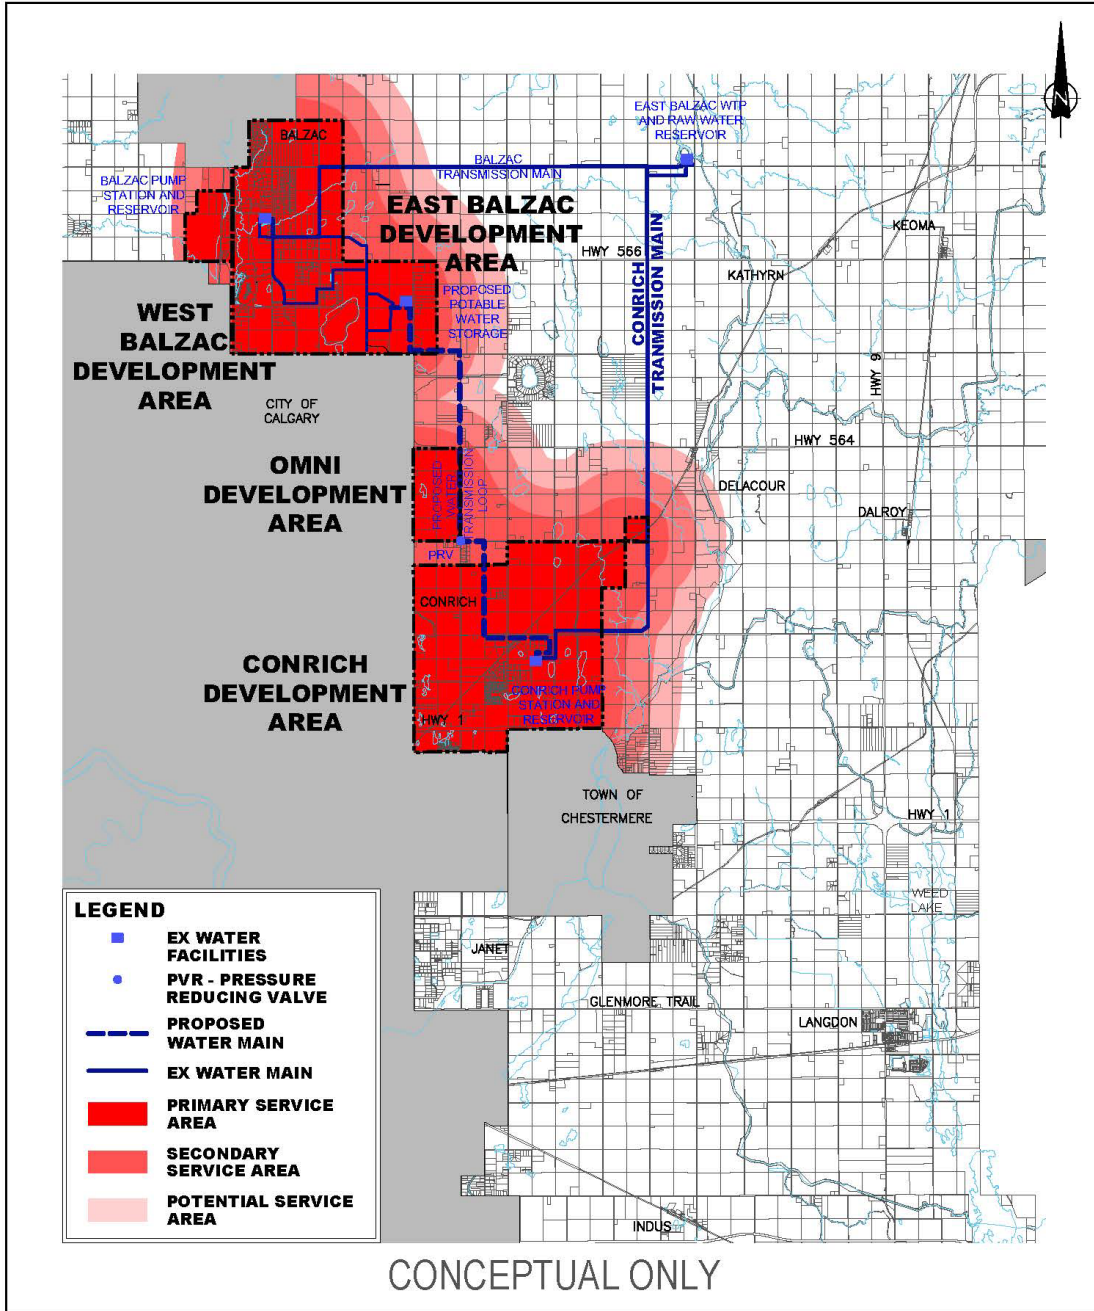 N
EAST BALZAC WTP
AND RAW WATER
RESERVOIR
BALZAC
BALZAC
TRANSMISSION MAIN
BALZAC PUMP
STATION AND
RESERVOIR
EAST BALZAC
DEVELOPMENT
AREA
KEOMA
HWY 566
KATHYRN
CONRICH
TRANMISSION MAIN
PROPOSED
POTABLE
WATER
STORAGE
WEST
BALZAC
DEVELOPMENT
AREA
HWY 9
CITY OF
CALGARY
HWY 564
OMNI
DEVELOPMENT
AREA
PROPOSED
WATER
TRANSMISSION
LOOP
DELACOUR
DALROY
PRV
CONRICH
CONRICH
DEVELOPMENT
AREA
CONRICH PUMP
STATION AND
RESERVOIR
HWY 1
TOWN OF
CHESTERMERE
HWY 1
WEED
LAKE
JANET
GLENMORE TRAIL
LANGDON
INDUS
LEGEND
EX WATER
FACILITIES
PVR - PRESSURE
REDUCING VALVE
PROPOSED
WATER MAIN
EX WATER MAIN
PRIMARY SERVICE
AREA
SECONDARY
SERVICE AREA
POTENTIAL SERVICE
AREA
CONCEPTUAL ONLY